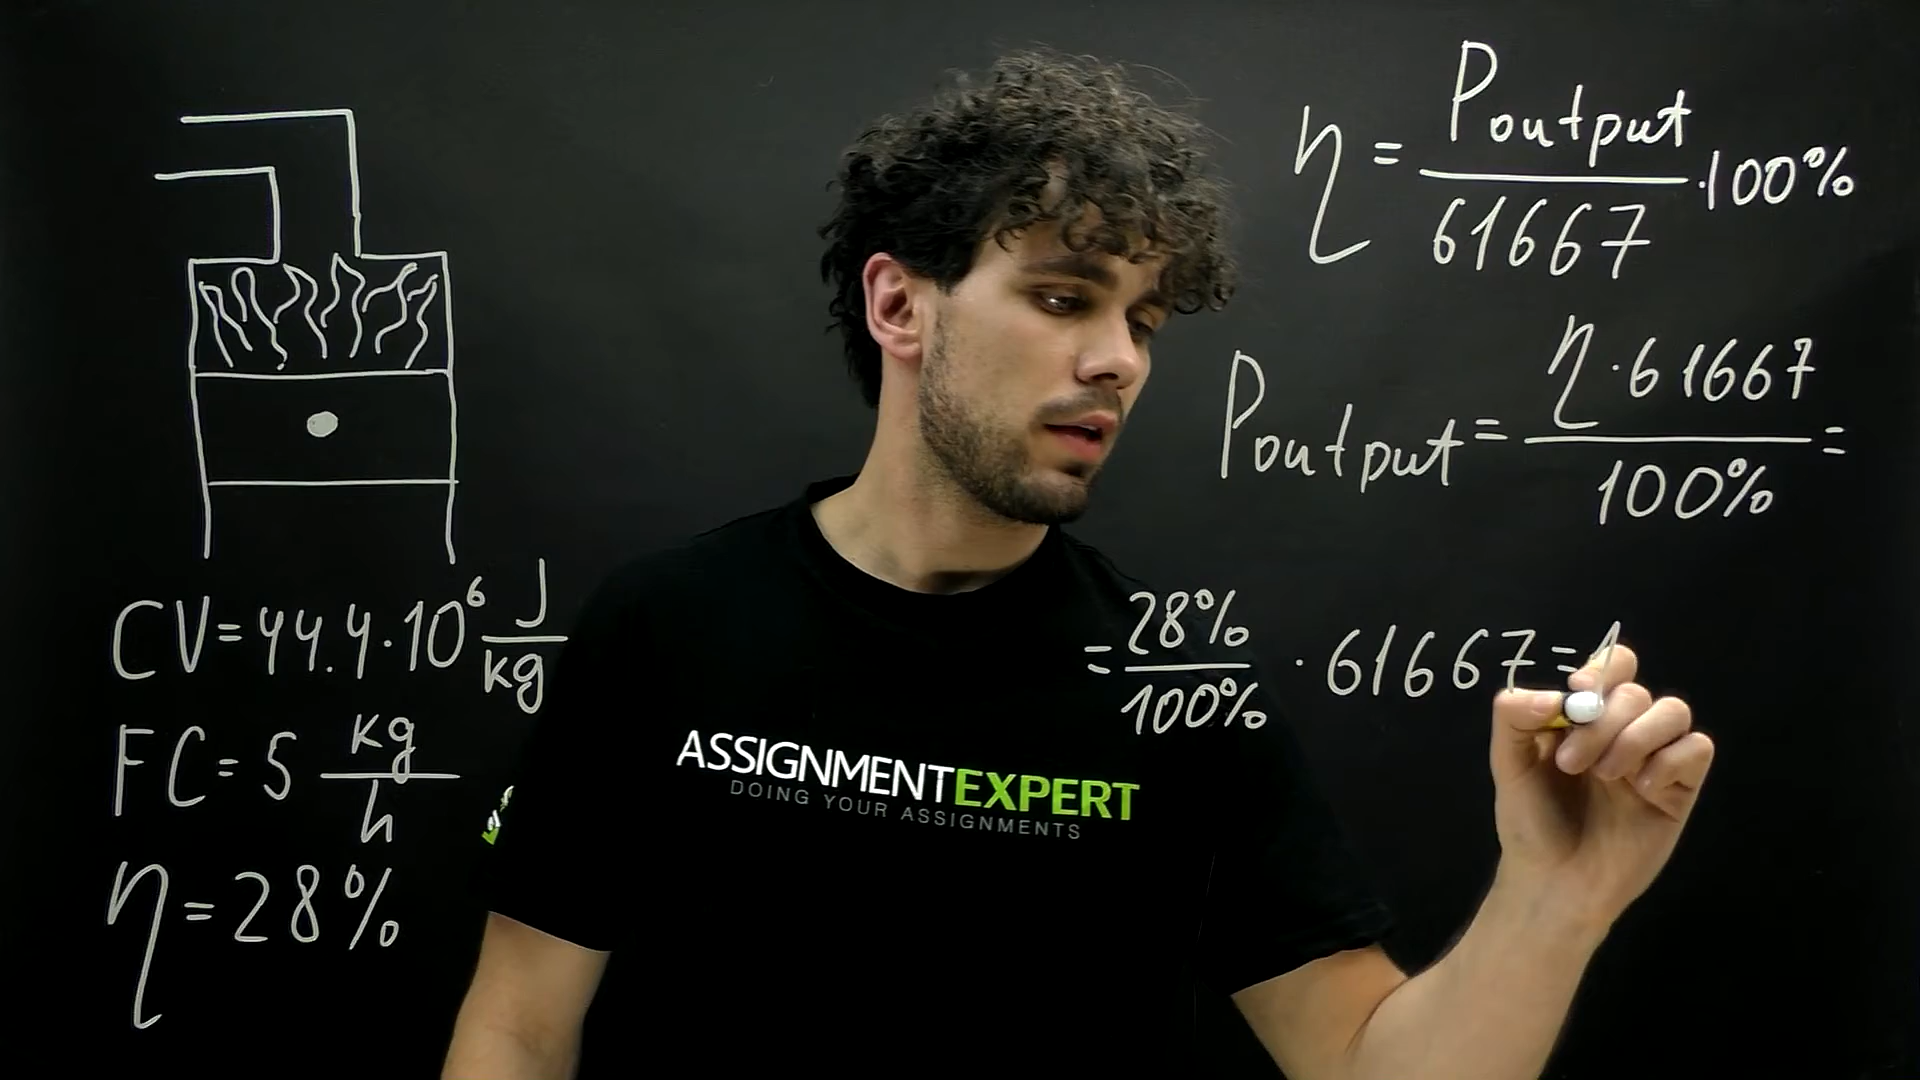 η = Poutput / 61667 · 100%
Poutput = η · 61667 / 100% =
= 28% / 100% · 61667 = 1
CV = 44.4 · 10⁶ J / kg
FC = 5 kg / h
η = 28%
ASSIGNMENTEXPERT
DOING YOUR ASSIGNMENTS